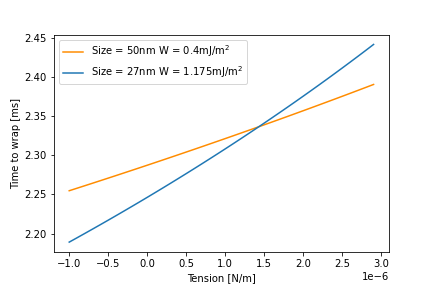 Size = 50nm W = 0.4mJ/m²
Size = 27nm W = 1.175mJ/m²
Time to wrap [ms]
2.45
2.40
2.35
2.30
2.25
2.20
−1.0 −0.5 0.0 0.5 1.0 1.5 2.0 2.5 3.0
1e−6
Tension [N/m]